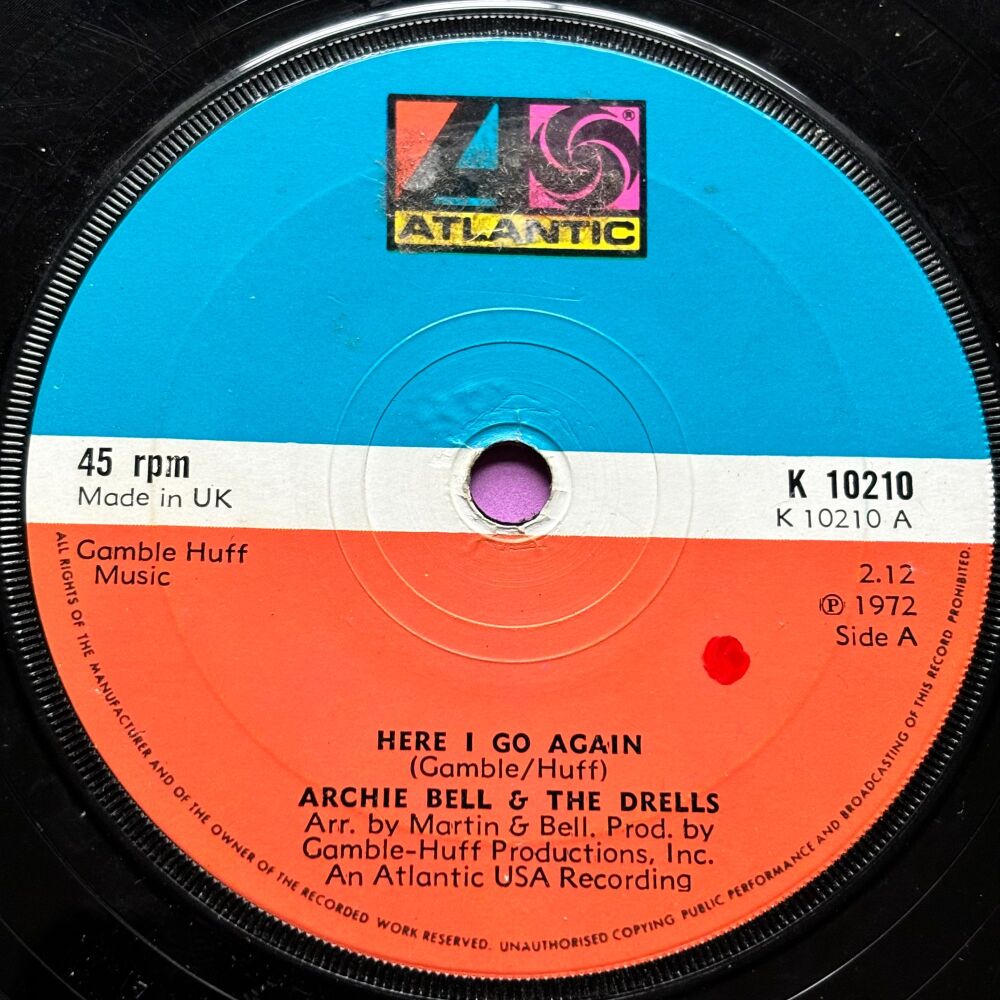 ®
ATLANTIC
45 rpm
Made in UK
K 10210
K 10210 A
Gamble Huff
Music
2.12
℗ 1972
Side A
HERE I GO AGAIN
(Gamble/Huff)
ARCHIE BELL & THE DRELLS
Arr. by Martin & Bell. Prod. by
Gamble-Huff Productions, Inc.
An Atlantic USA Recording
ALL RIGHTS OF THE MANUFACTURER AND OF THE OWNER OF THE RECORDED WORK RESERVED. UNAUTHORISED COPYING PUBLIC PERFORMANCE AND BROADCASTING OF THIS RECORD PROHIBITED.